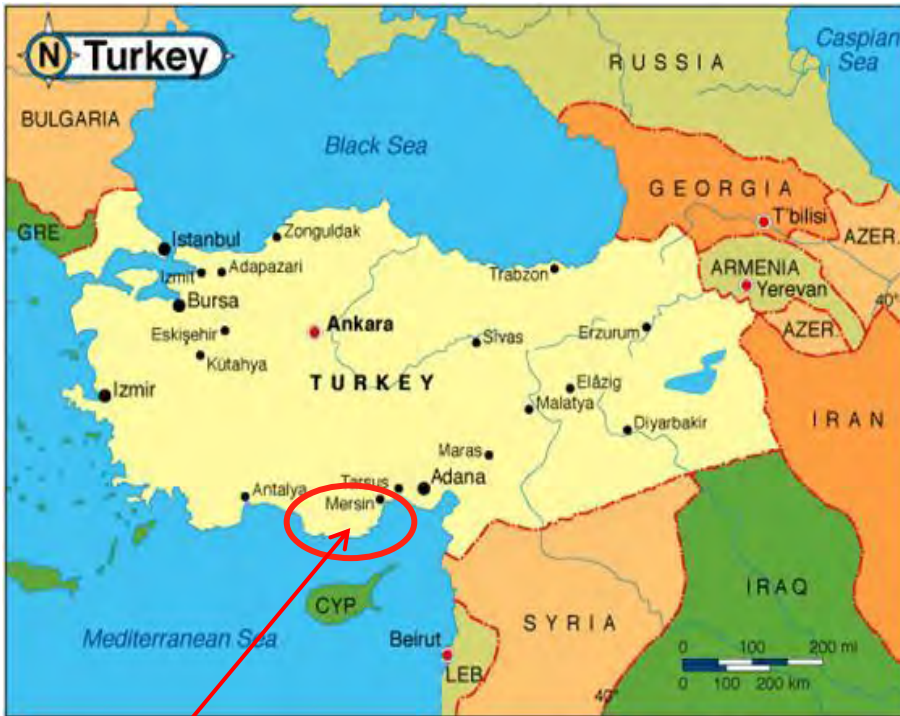 N Turkey
Caspian
Sea
RUSSIA
BULGARIA
Black Sea
GEORGIA
T'bilisi
GRE
Istanbul
Zonguldak
AZER.
Izmit
Adapazari
Trabzon
ARMENIA
Yerevan
40°
Bursa
Eskişehir
Ankara
Sîvas
Erzurum
AZER.
Kütahya
TURKEY
Izmir
Elâzig
Malatya
IRAN
Diyarbakir
Maras
Tarsus
Adana
Antalya
Mersin
IRAQ
CYP
SYRIA
Mediterranean Sea
Beirut
LEB
0 100 200 mi
0 100 200 km
40°